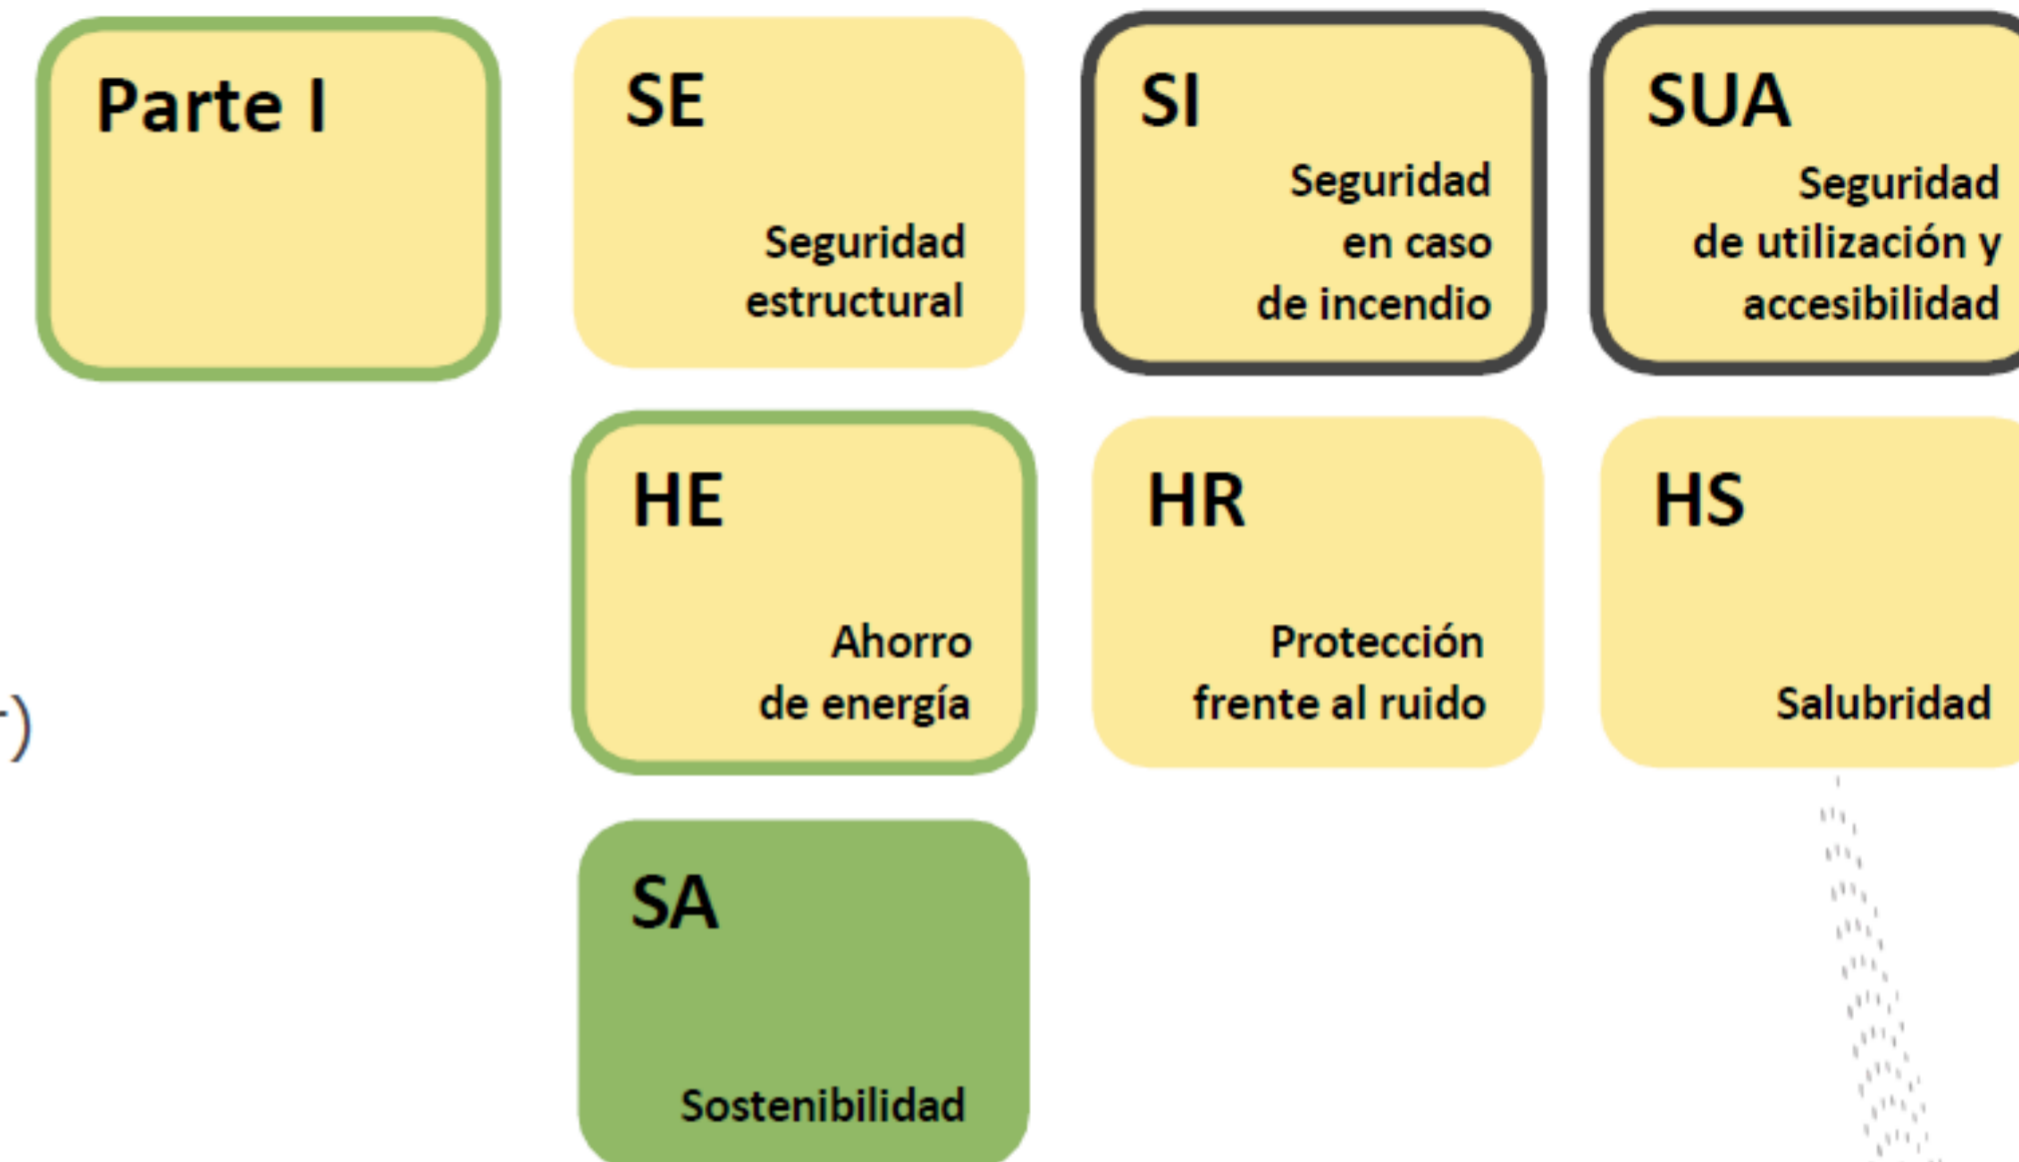 Parte I
SE
Seguridad
estructural
SI
Seguridad
en caso
de incendio
SUA
Seguridad
de utilización y
accesibilidad
HE
Ahorro
de energía
HR
Protección
frente al ruido
HS
Salubridad
SA
Sostenibilidad